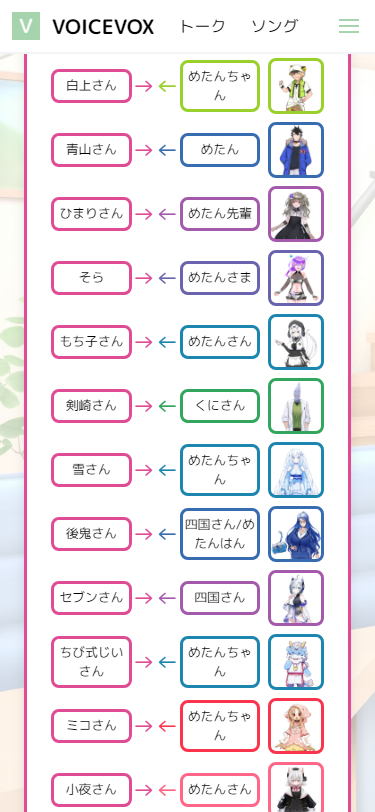 V VOICEVOX トーク ソング
白上さん → ← めたんちゃ
ん
青山さん → ← めたん
ひまりさん → ← めたん先輩
そら → ← めたんさま
もち子さん → ← めたんさん
剣崎さん → ← くにさん
雪さん → ← めたんちゃ
ん
後鬼さん → ← 四国さん/め
たんはん
セブンさん → ← 四国さん
ちび式じい
さん → ← めたんちゃ
ん
ミコさん → ← めたんちゃ
ん
小夜さん → ← めたんさん